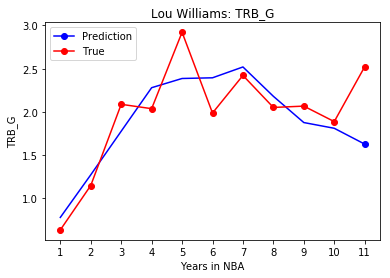 Lou Williams: TRB_G
Prediction
True
TRB_G
3.0
2.5
2.0
1.5
1.0
1 2 3 4 5 6 7 8 9 10 11
Years in NBA